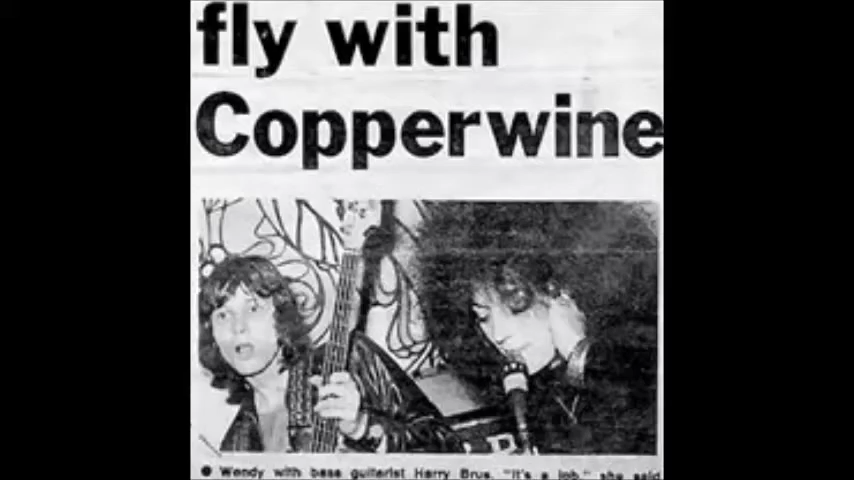 fly with
Copperwine
● Wendy with bass guitarist Harry Brus. "It's a job," she said